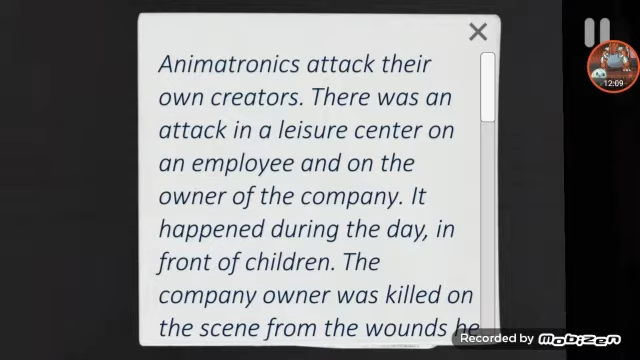 Animatronics attack their
own creators. There was an
attack in a leisure center on
an employee and on the
owner of the company. It
happened during the day, in
front of children. The
company owner was killed on
the scene from the wounds he
12:09
Recorded by MOBIZEN